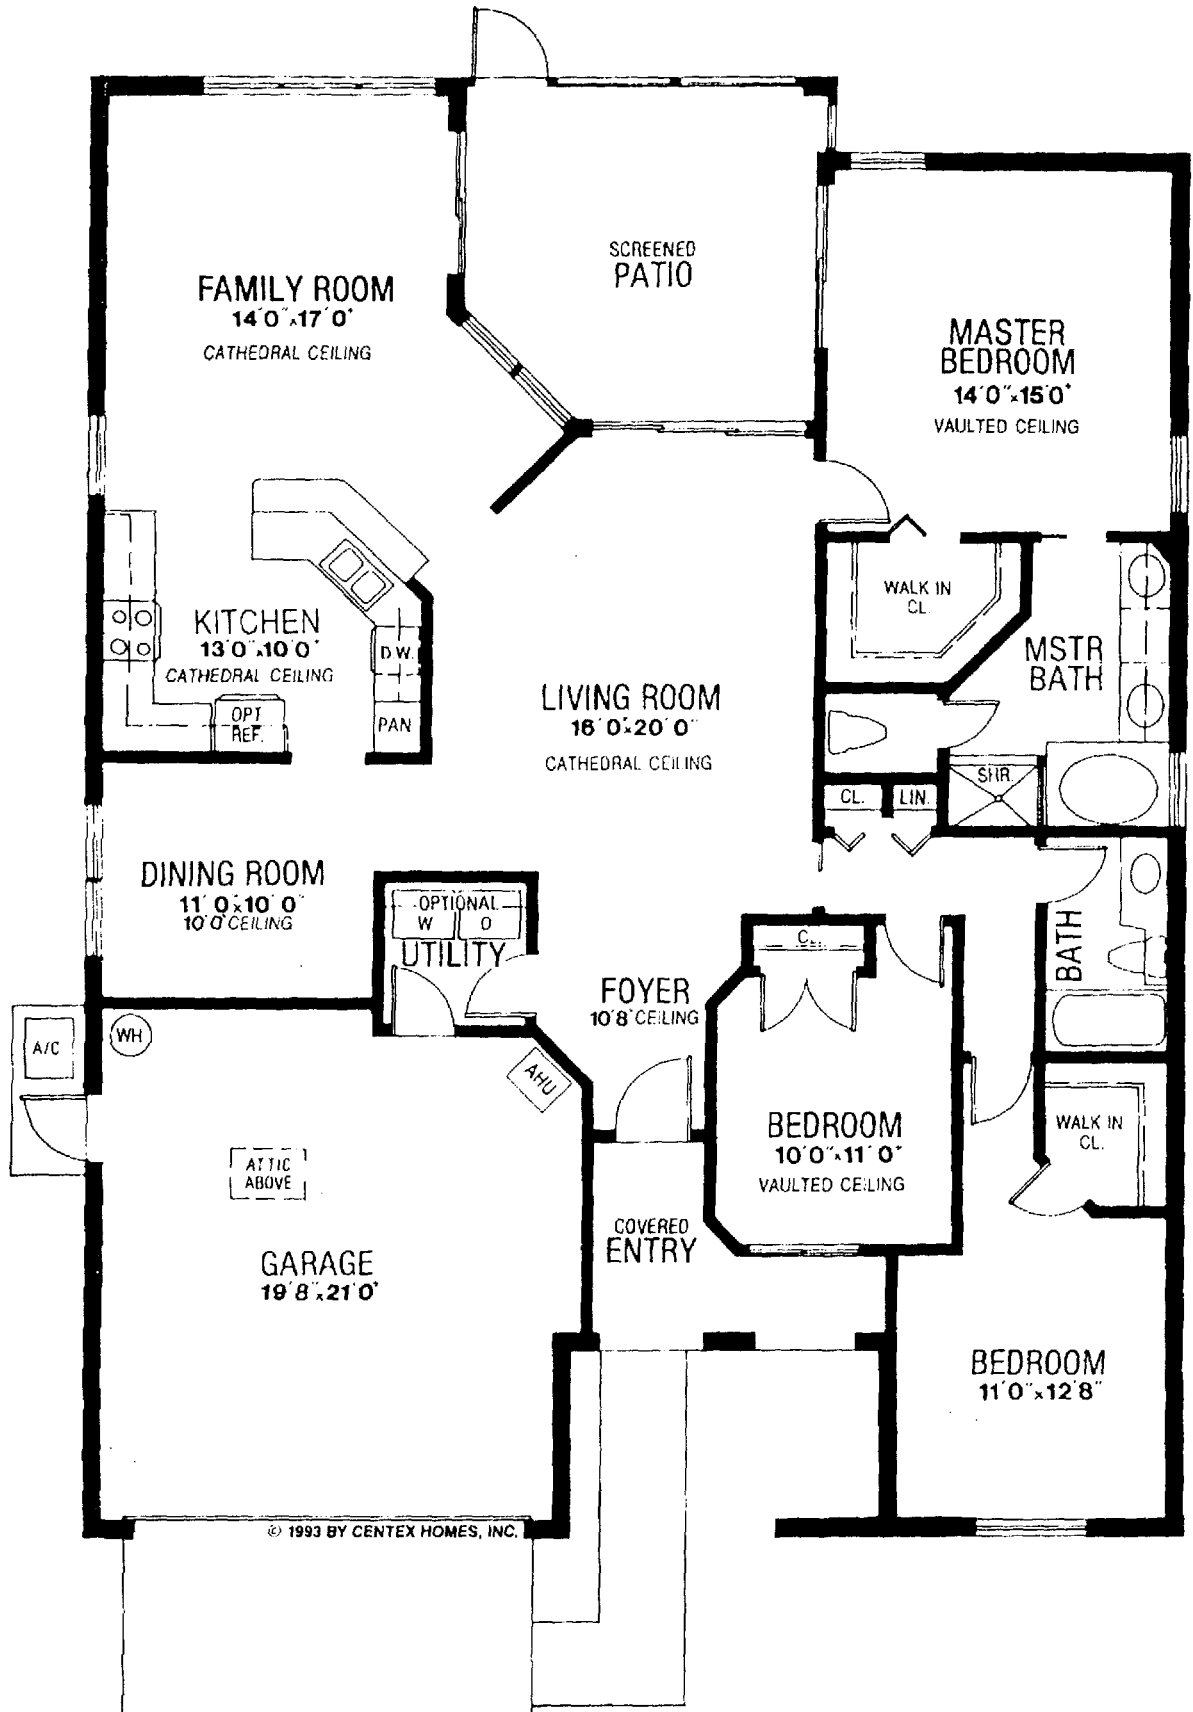 SCREENED
PATIO
FAMILY ROOM
14'0"x17'0"
CATHEDRAL CEILING
MASTER
BEDROOM
14'0"x15'0"
VAULTED CEILING
WALK IN
CL.
KITCHEN
13'0"x10'0"
CATHEDRAL CEILING
D.W.
PAN
OPT
REF.
MSTR
BATH
LIVING ROOM
16'0"x20'0"
CATHEDRAL CEILING
SHR.
CL.
LIN.
DINING ROOM
11'0"x10'0"
10'0" CEILING
OPTIONAL
W D
UTILITY
CL.
BATH
FOYER
10'8" CEILING
A/C
WH
AHU
BEDROOM
10'0"x11'0"
VAULTED CEILING
WALK IN
CL.
ATTIC
ABOVE
COVERED
ENTRY
GARAGE
19'8"x21'0"
BEDROOM
11'0"x12'8"
© 1993 BY CENTEX HOMES, INC.